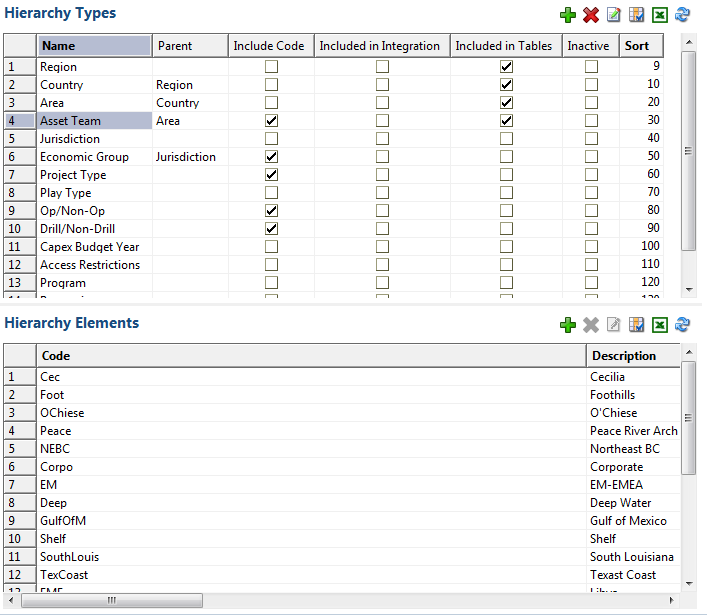 Hierarchy Types
Name Parent Include Code Included in Integration Included in Tables Inactive Sort
1 Region 9
2 Country Region 10
3 Area Country 20
4 Asset Team Area 30
5 Jurisdiction 40
6 Economic Group Jurisdiction 50
7 Project Type 60
8 Play Type 70
9 Op/Non-Op 80
10 Drill/Non-Drill 90
11 Capex Budget Year 100
12 Access Restrictions 110
13 Program 120
Hierarchy Elements
Code Description
1 Cec Cecilia
2 Foot Foothills
3 OChiese O'Chiese
4 Peace Peace River Arch
5 NEBC Northeast BC
6 Corpo Corporate
7 EM EM-EMEA
8 Deep Deep Water
9 GulfOfM Gulf of Mexico
10 Shelf Shelf
11 SouthLouis South Louisiana
12 TexCoast Texast Coast